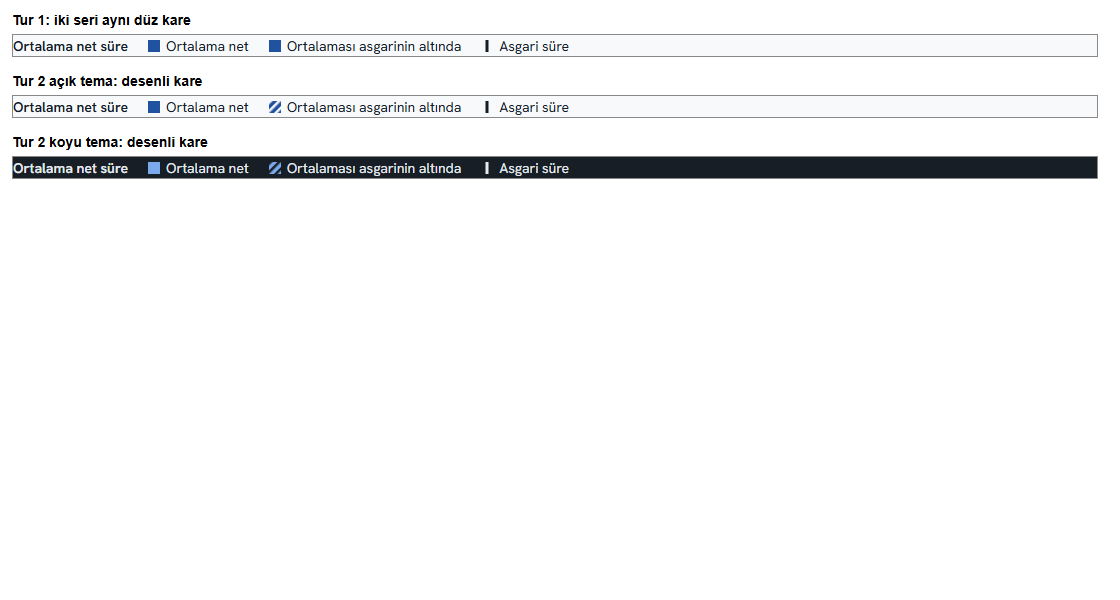 Tur 1: iki seri aynı düz kare
Ortalama net süre Ortalama net Ortalaması asgarinin altında Asgari süre
Tur 2 açık tema: desenli kare
Ortalama net süre Ortalama net Ortalaması asgarinin altında Asgari süre
Tur 2 koyu tema: desenli kare
Ortalama net süre Ortalama net Ortalaması asgarinin altında Asgari süre